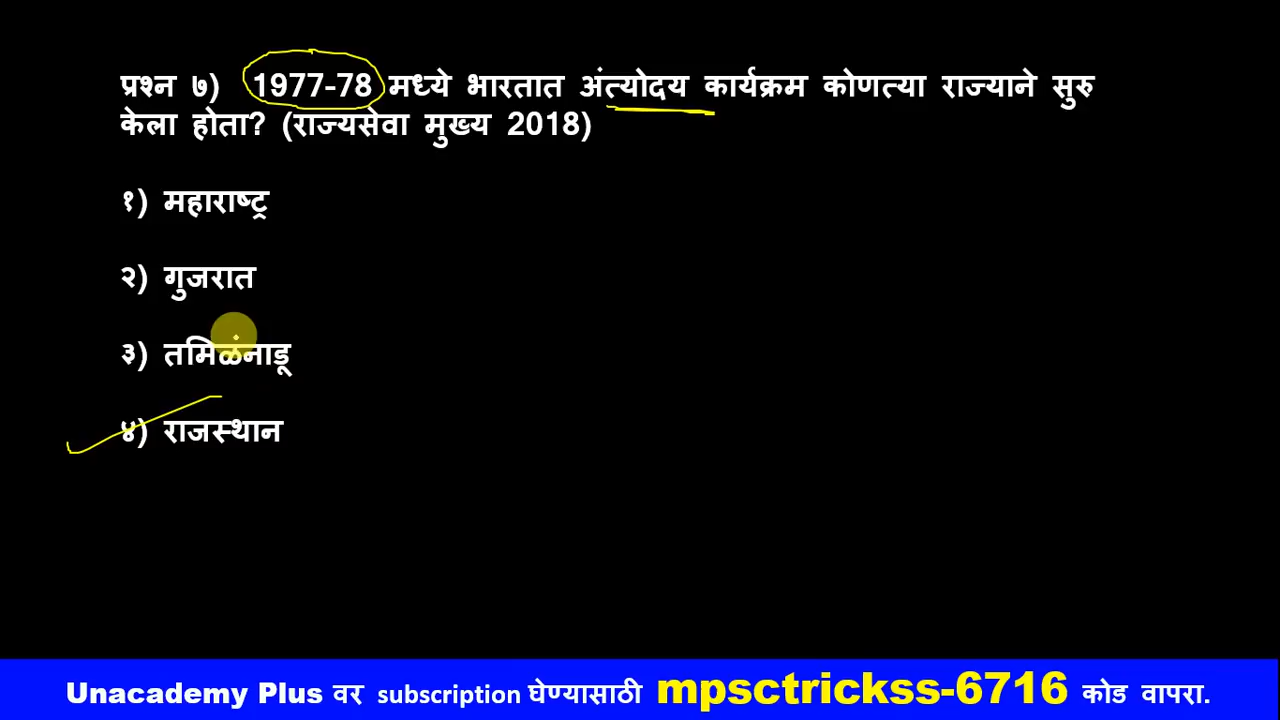 प्रश्न ७) 1977-78 मध्ये भारतात अंत्योदय कार्यक्रम कोणत्या राज्याने सुरु
केला होता? (राज्यसेवा मुख्य 2018)
१) महाराष्ट्र
२) गुजरात
३) तमिळंनाडू
४) राजस्थान
Unacademy Plus वर subscription घेण्यासाठी mpsctrickss-6716 कोड वापरा.